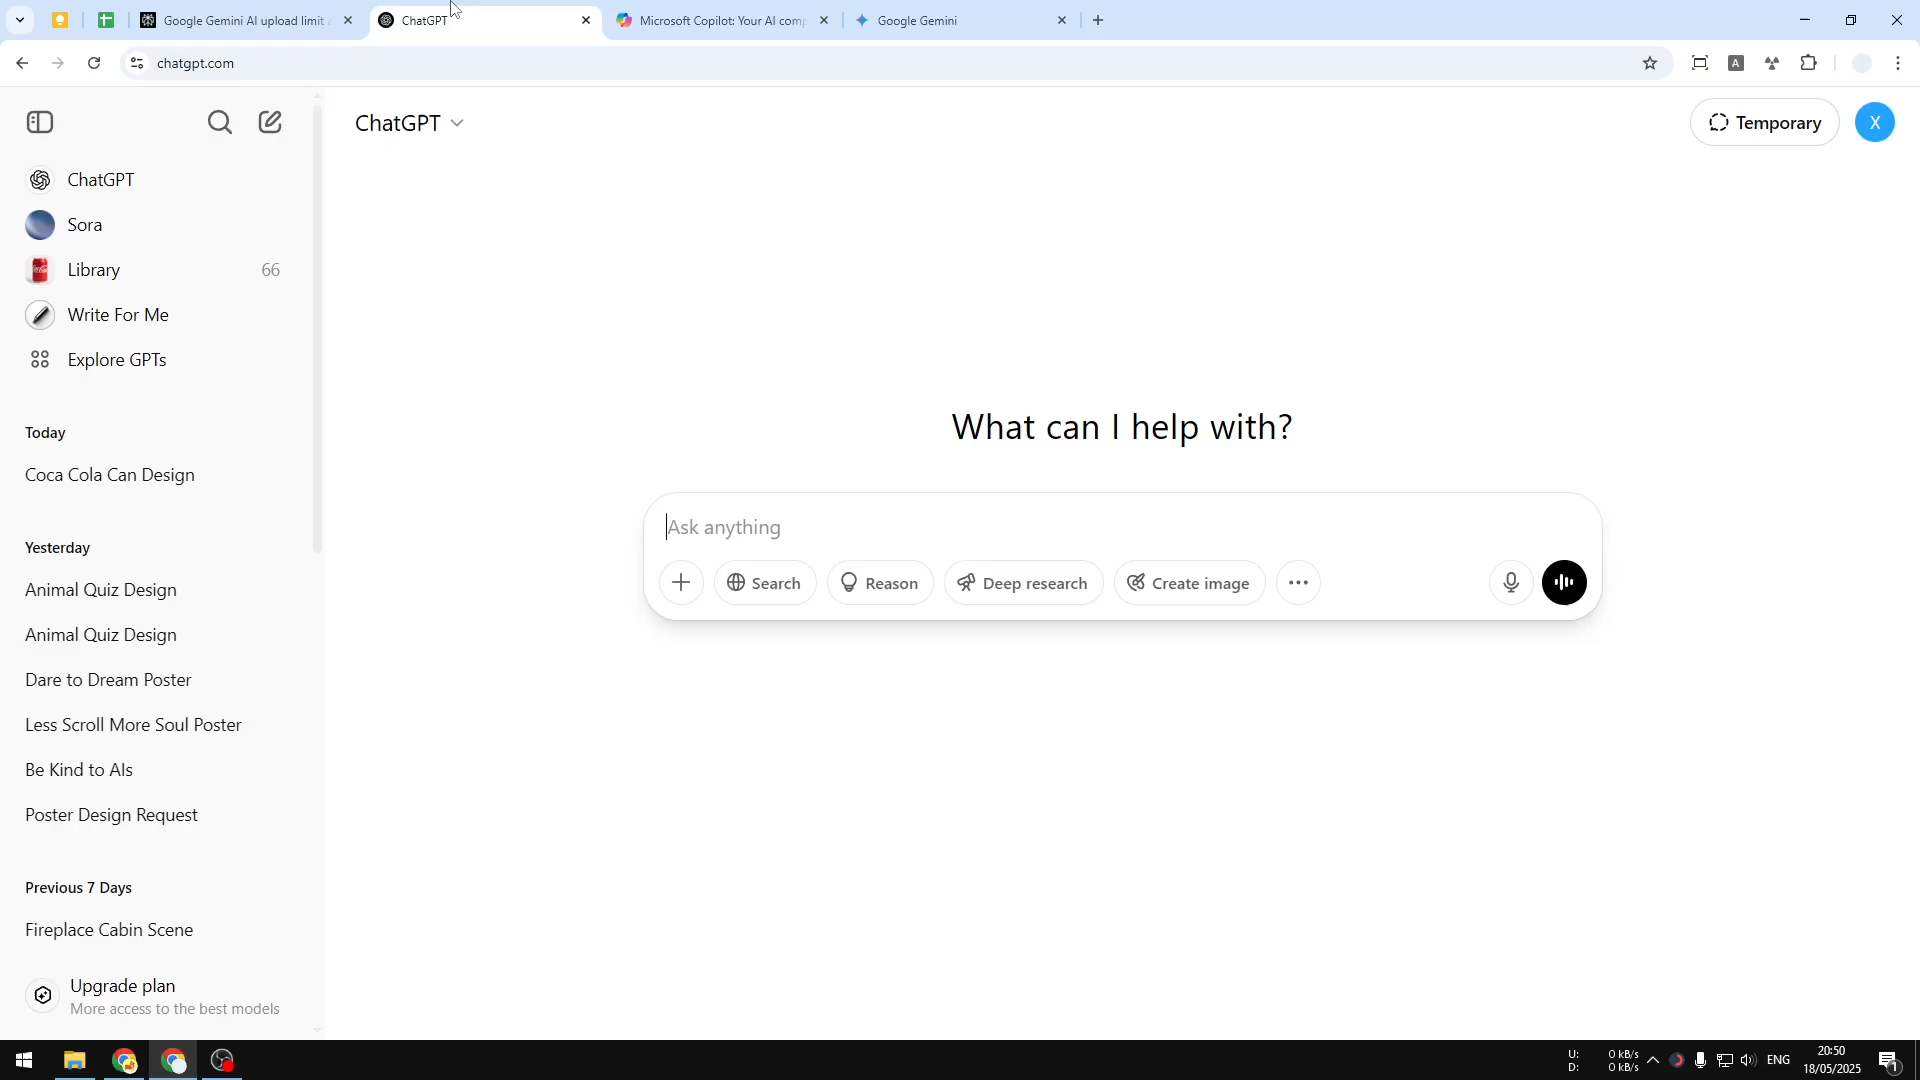 Google Gemini AI upload limit
ChatGPT
Microsoft Copilot: Your AI comp
Google Gemini
chatgpt.com
A
ChatGPT
Temporary
X
ChatGPT
Sora
Library 66
Write For Me
Explore GPTs
Today
Coca Cola Can Design
Yesterday
Animal Quiz Design
Animal Quiz Design
Dare to Dream Poster
Less Scroll More Soul Poster
Be Kind to AIs
Poster Design Request
Previous 7 Days
Fireplace Cabin Scene
Upgrade plan
More access to the best models
What can I help with?
Ask anything
Search Reason Deep research Create image
U: 0 kB/s
D: 0 kB/s
ENG
20:50
18/05/2025
1